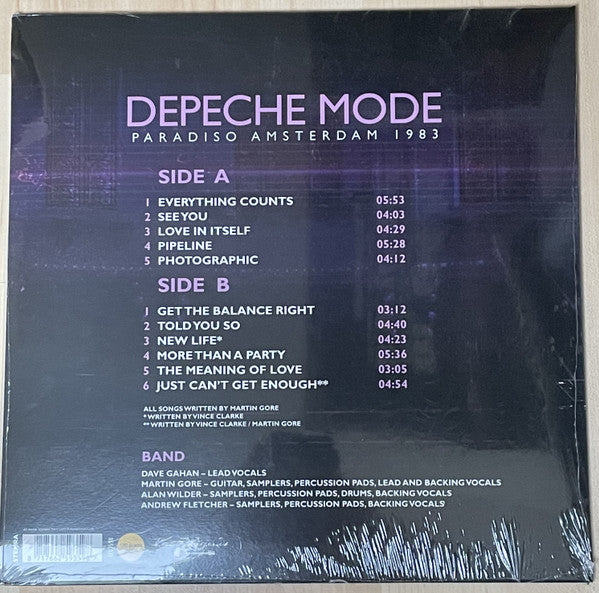 DEPECHE MODE
PARADISO AMSTERDAM 1983
SIDE A
1 EVERYTHING COUNTS 05:53
2 SEE YOU 04:03
3 LOVE IN ITSELF 04:29
4 PIPELINE 05:28
5 PHOTOGRAPHIC 04:12
SIDE B
1 GET THE BALANCE RIGHT 03:12
2 TOLD YOU SO 04:40
3 NEW LIFE* 04:23
4 MORE THAN A PARTY 05:36
5 THE MEANING OF LOVE 03:05
6 JUST CAN'T GET ENOUGH** 04:54
ALL SONGS WRITTEN BY MARTIN GORE
* WRITTEN BY VINCE CLARKE
** WRITTEN BY VINCE CLARKE / MARTIN GORE
BAND
DAVE GAHAN – LEAD VOCALS
MARTIN GORE – GUITAR, SAMPLERS, PERCUSSION PADS, LEAD AND BACKING VOCALS
ALAN WILDER – SAMPLERS, PERCUSSION PADS, DRUMS, BACKING VOCALS
ANDREW FLETCHER – SAMPLERS, PERCUSSION PADS, BACKING VOCALS